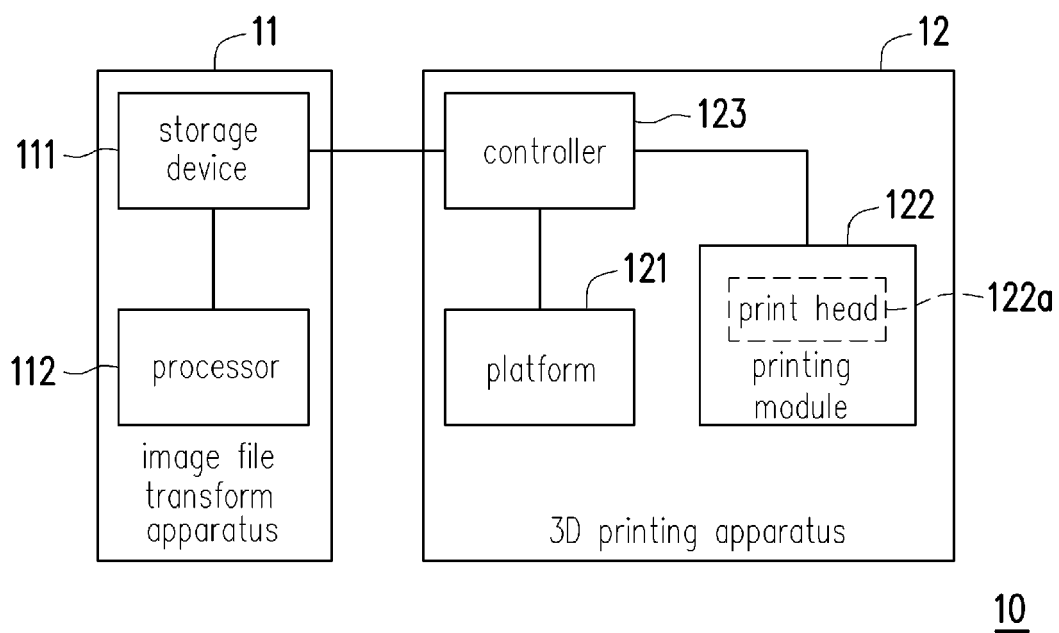 11
12
storage
device
111
controller
123
122
121
print head
122a
printing
module
processor
112
platform
image file
transform
apparatus
3D printing apparatus
10